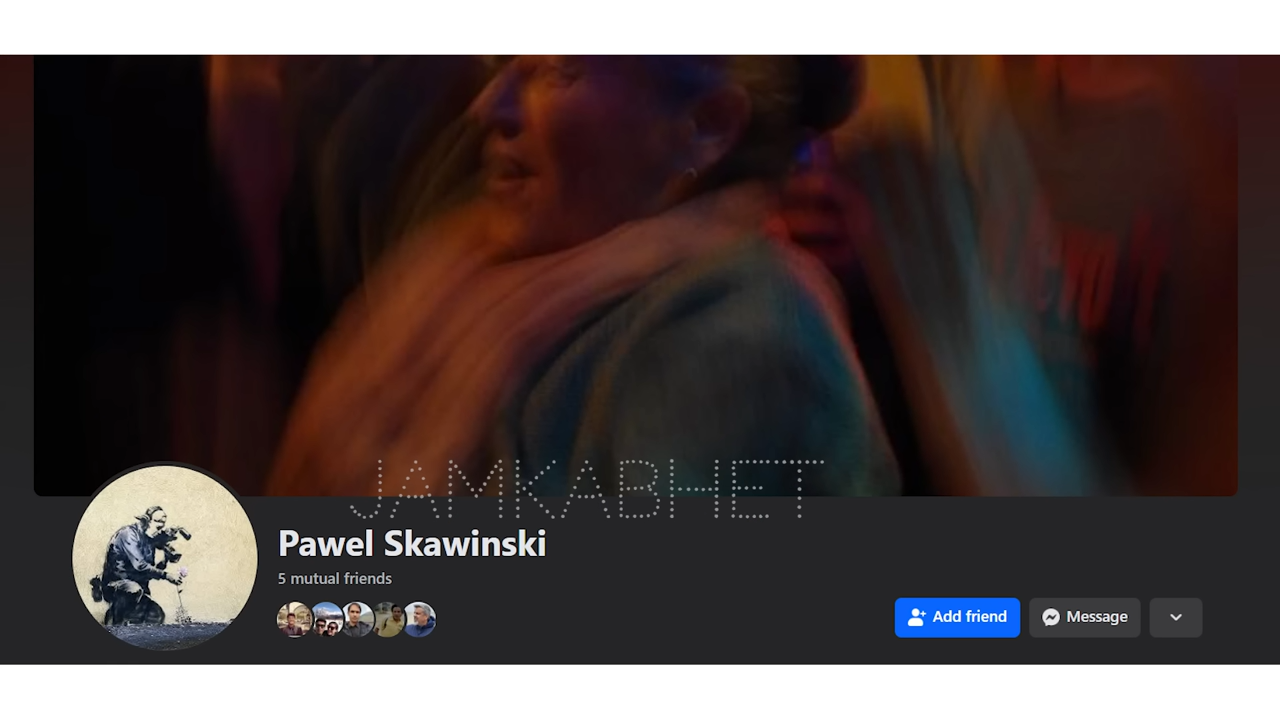 JAMKABHET
Pawel Skawinski
5 mutual friends
Add friend
Message